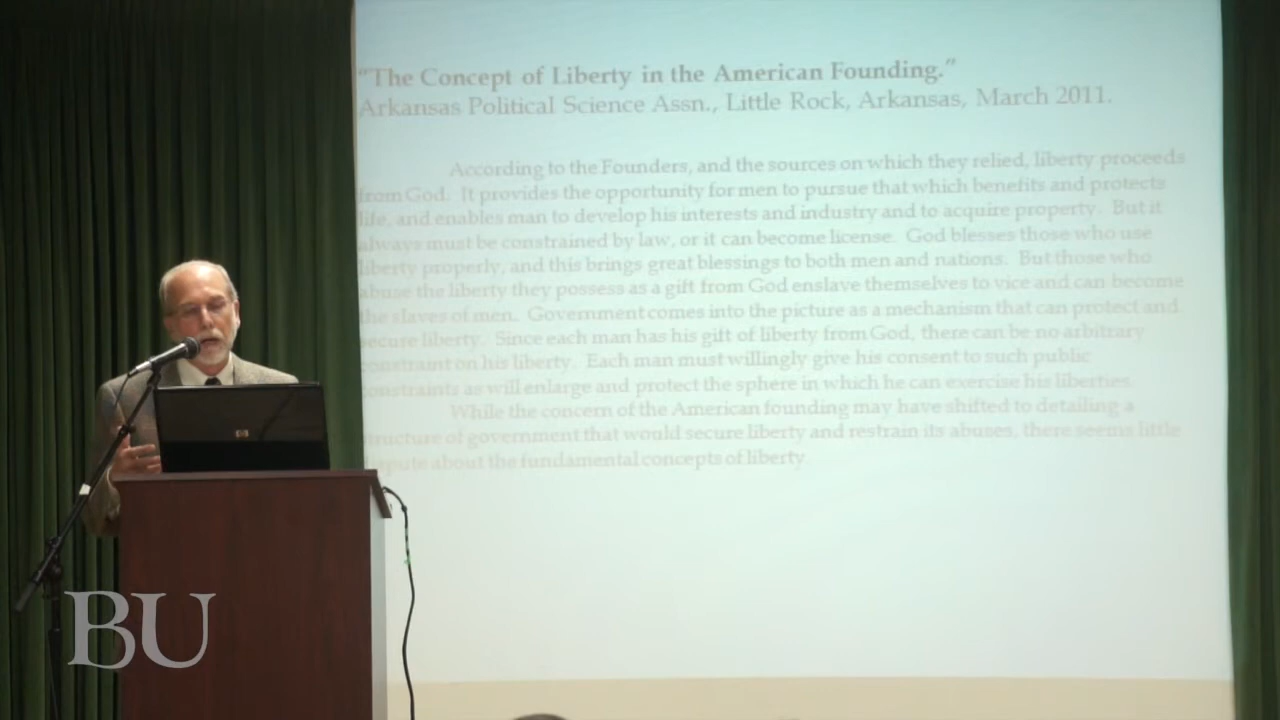 "The Concept of Liberty in the American Founding."
Arkansas Political Science Assn., Little Rock, Arkansas, March 2011.
According to the Founders, and the sources on which they relied, liberty proceeds
from God. It provides the opportunity for men to pursue that which benefits and protects
life, and enables man to develop his interests and industry and to acquire property. But it
always must be constrained by law, or it can become license. God blesses those who use
liberty properly, and this brings great blessings to both men and nations. But those who
abuse the liberty they possess as a gift from God enslave themselves to vice and can become
the slaves of men. Government comes into the picture as a mechanism that can protect and
secure liberty. Since each man has his gift of liberty from God, there can be no arbitrary
constraint on his liberty. Each man must willingly give his consent to such public
constraints as will enlarge and protect the sphere in which he can exercise his liberties.
While the concern of the American founding may have shifted to detailing a
structure of government that would secure liberty and restrain its abuses, there seems little
about the fundamental concepts of liberty.
hp
BU